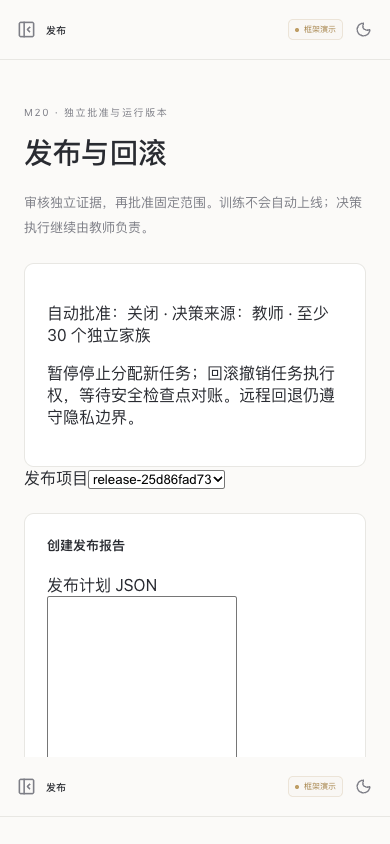 发布
框架演示
M20 · 独立批准与运行版本
发布与回滚
审核独立证据，再批准固定范围。训练不会自动上线；决策
执行继续由教师负责。
自动批准：关闭 · 决策来源：教师 · 至少
30 个独立家族
暂停停止分配新任务；回滚撤销任务执行
权，等待安全检查点对账。远程回退仍遵
守隐私边界。
发布项目 release-25d86fad73
创建发布报告
发布计划 JSON
发布
框架演示